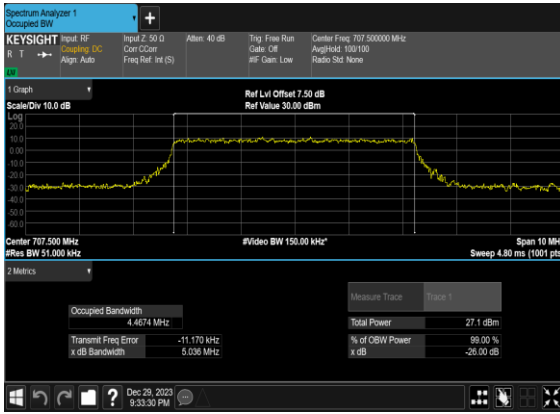 Spectrum Analyzer 1
Occupied BW
KEYSIGHT
Input: RF
Input Z: 50 Ω
Atten: 40 dB
Trig: Free Run
Center Freq: 707.500000 MHz
R T
Coupling: DC
Corr CCorr
Gate: Off
Avg|Hold: 100/100
Align: Auto
Freq Ref: Int (S)
#IF Gain: Low
Radio Std: None
1 Graph
Scale/Div 10.0 dB
Ref Lvl Offset 7.50 dB
Ref Value 30.00 dBm
Log
20.0
10.0
0.00
-10.0
-20.0
-30.0
-40.0
-50.0
-60.0
Center 707.500 MHz
#Video BW 150.00 kHz*
Span 10 MH
#Res BW 51.000 kHz
Sweep 4.80 ms (1001 pts
2 Metrics
Measure Trace
Trace 1
Occupied Bandwidth
4.4674 MHz
Total Power
27.1 dBm
Transmit Freq Error
-11.170 kHz
% of OBW Power
99.00 %
x dB Bandwidth
5.036 MHz
x dB
-26.00 dB
?
Dec 29, 2023
9:33:30 PM